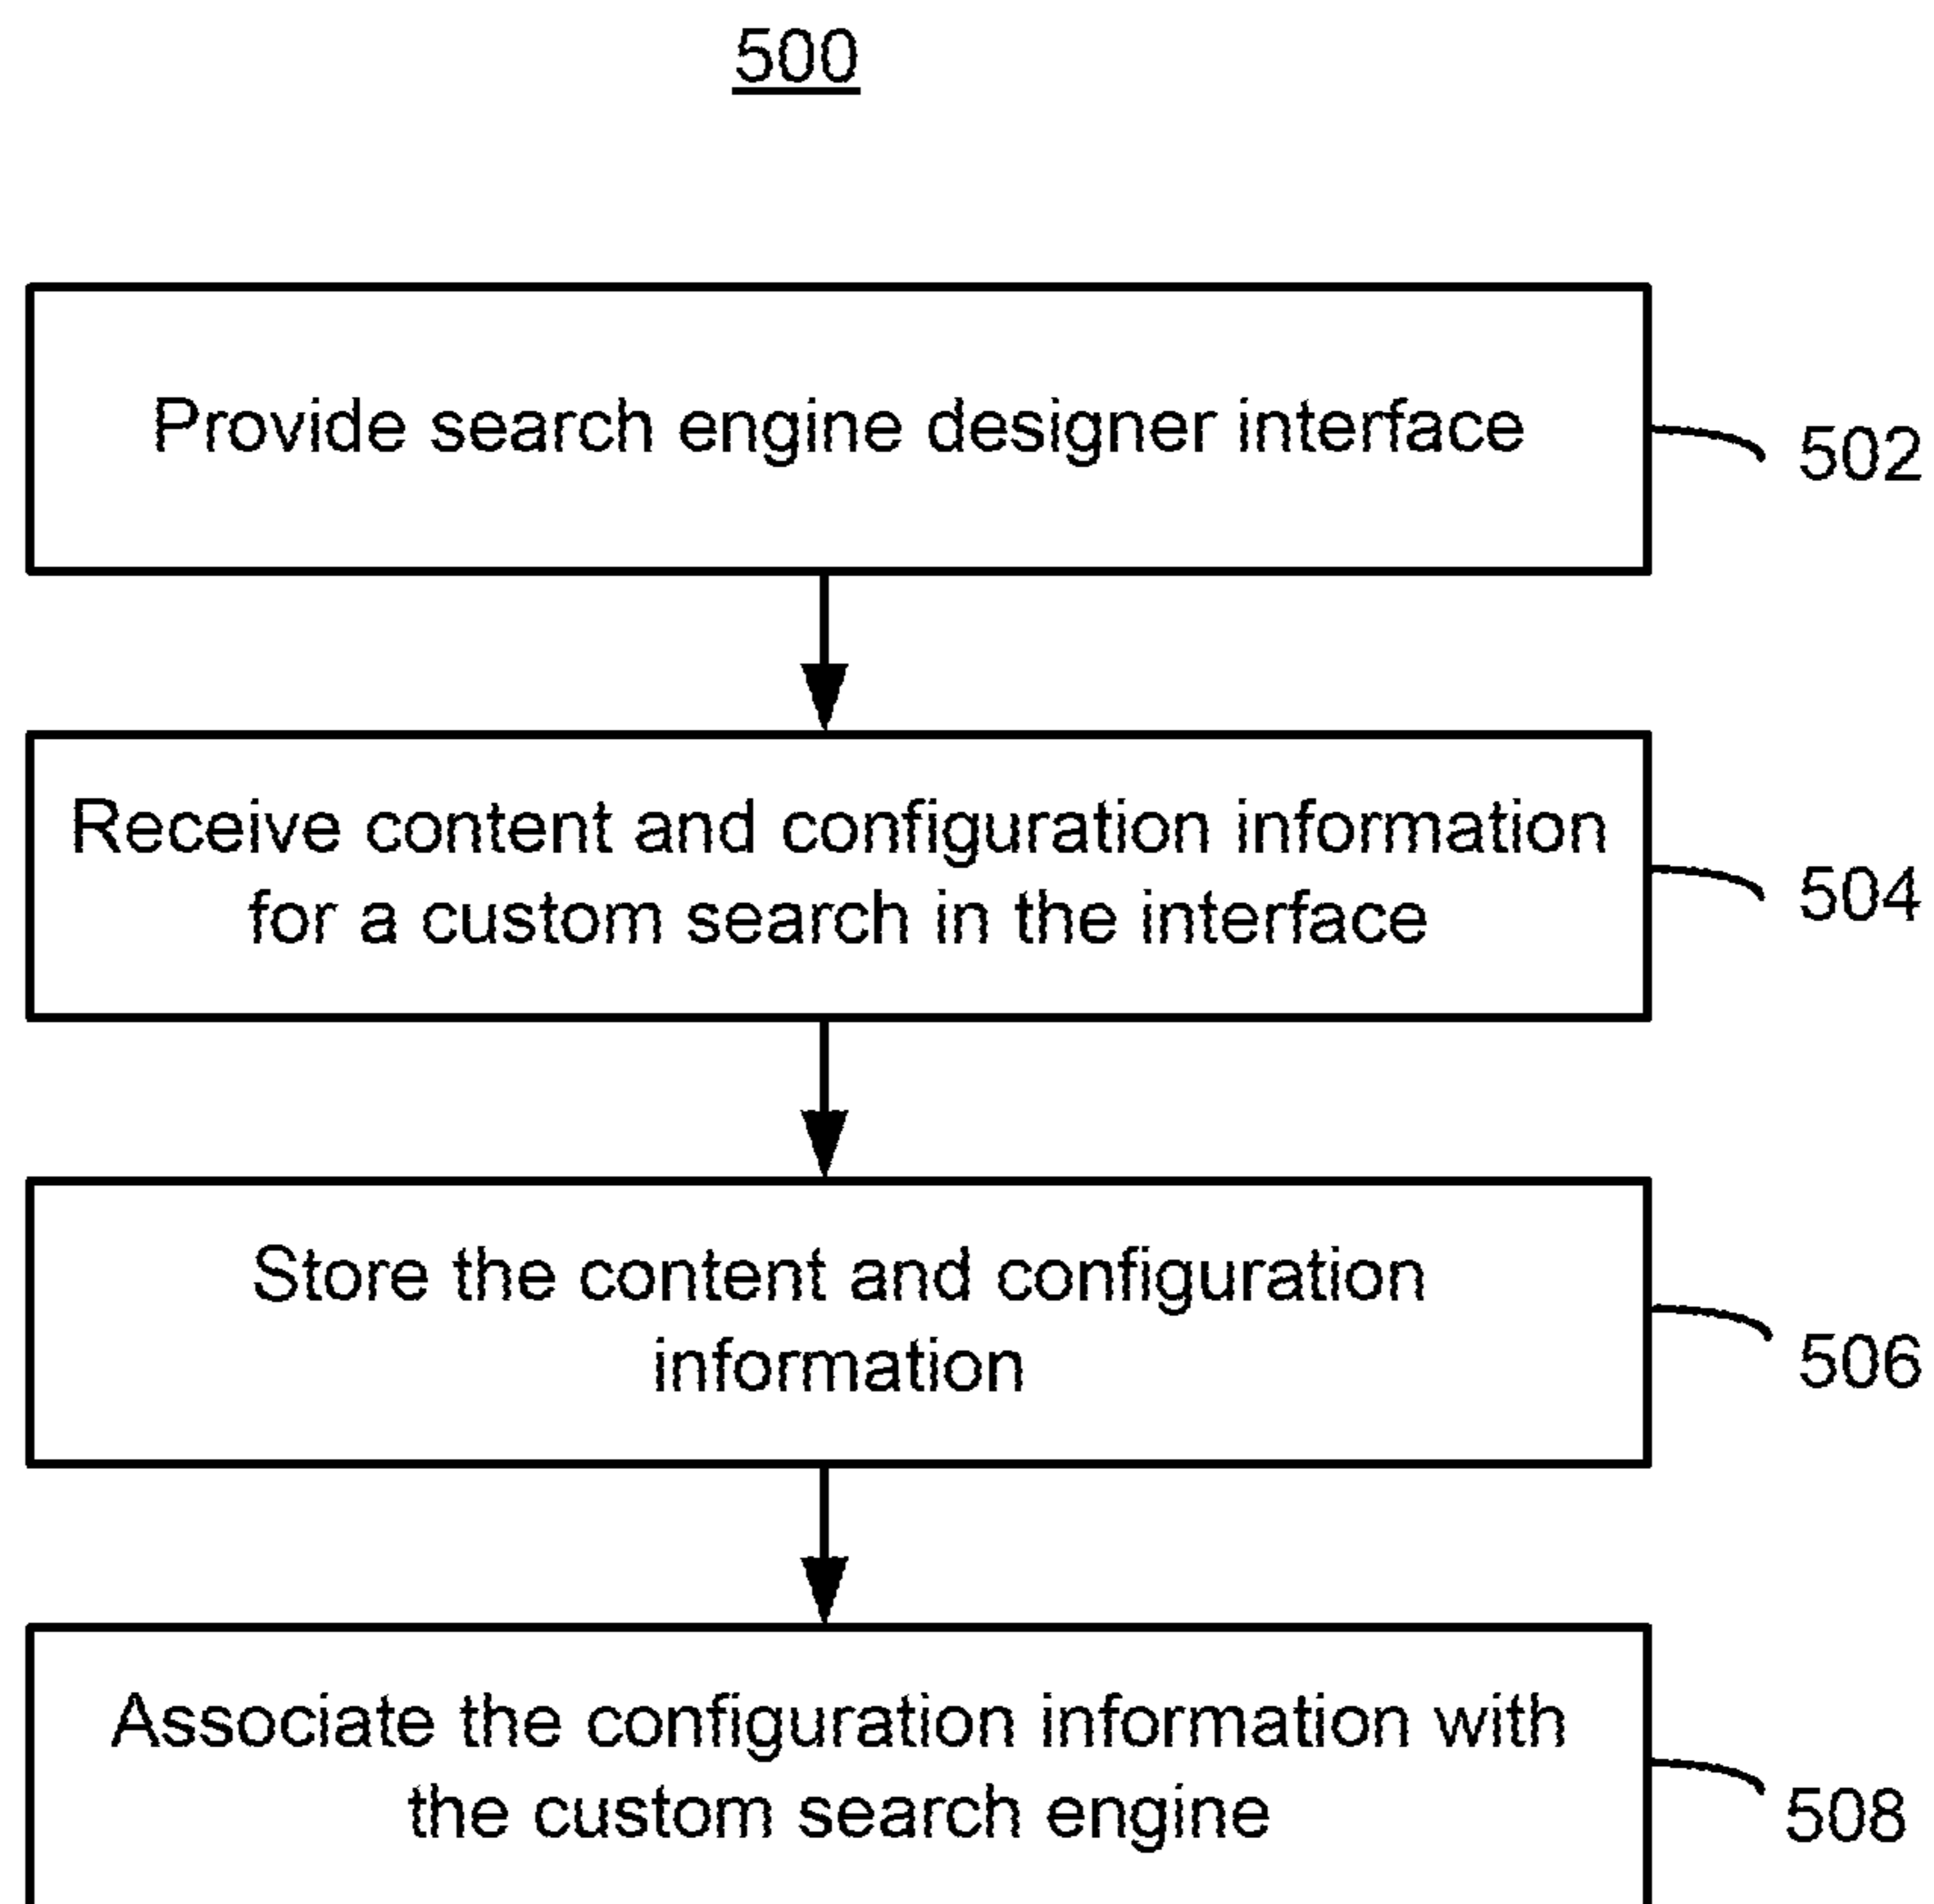 500
Provide search engine designer interface
502
Receive content and configuration information
for a custom search in the interface
504
Store the content and configuration
information
506
Associate the configuration information with
the custom search engine
508